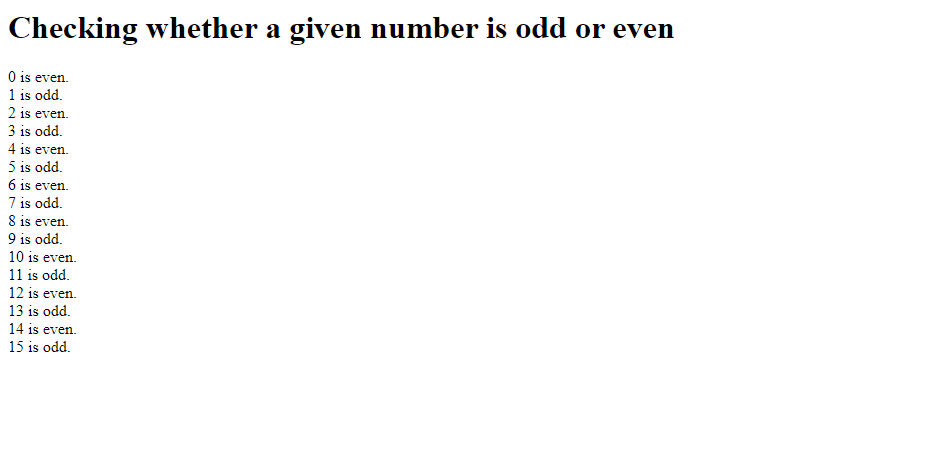 Checking whether a given number is odd or even
0 is even.
1 is odd.
2 is even.
3 is odd.
4 is even.
5 is odd.
6 is even.
7 is odd.
8 is even.
9 is odd.
10 is even.
11 is odd.
12 is even.
13 is odd.
14 is even.
15 is odd.